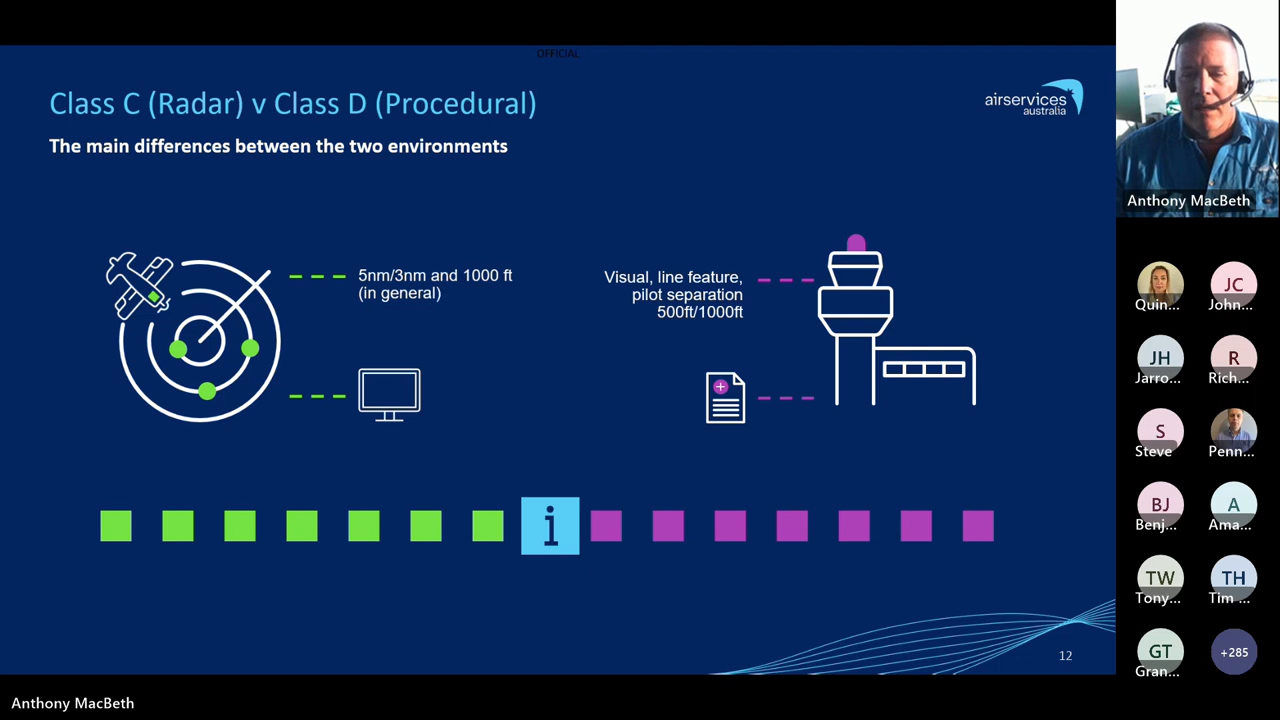 OFFICIAL
Class C (Radar) v Class D (Procedural)
The main differences between the two environments
airservices
australia
5nm/3nm and 1000 ft
(in general)
Visual, line feature,
pilot separation
500ft/1000ft
i
12
Anthony MacBeth
Quin...
JC
John...
JH
Jarro...
R
Rich...
S
Steve
Penn...
BJ
Benj...
A
Ama...
TW
Tony...
TH
Tim ...
GT
Gran...
+285
Anthony MacBeth